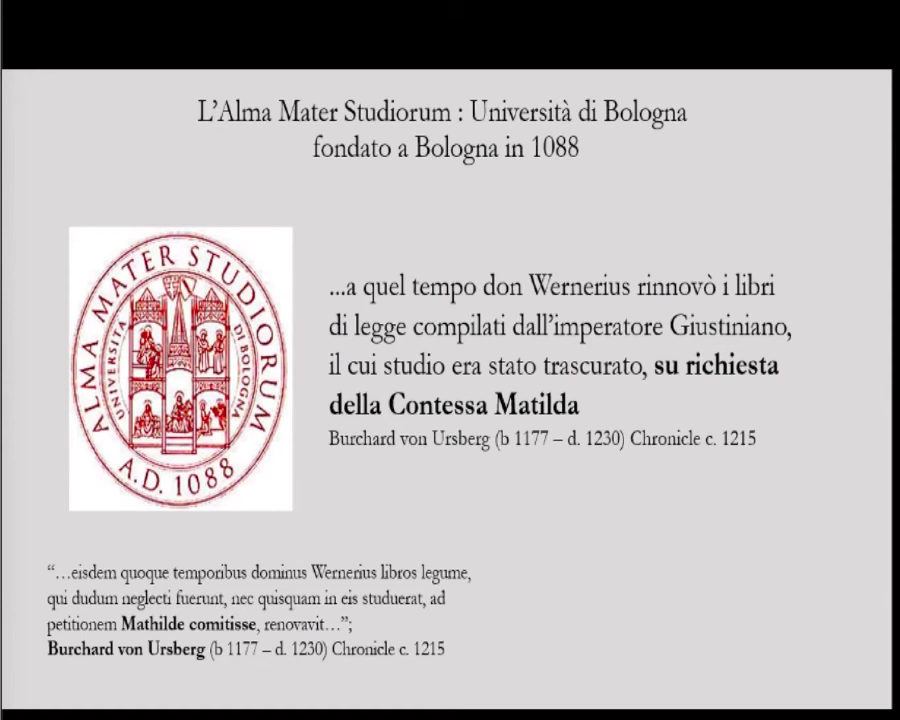 L'Alma Mater Studiorum : Università di Bologna
fondato a Bologna in 1088
ALMA MATER STUDIORUM
UNIVERSITÀ DI BOLOGNA
A.D. 1088
...a quel tempo don Wernerius rinnovò i libri
di legge compilati dall'imperatore Giustiniano,
il cui studio era stato trascurato, su richiesta
della Contessa Matilda
Burchard von Ursberg (b 1177 – d. 1230) Chronicle c. 1215
“…eisdem quoque temporibus dominus Wernerius libros legume,
qui dudum neglecti fuerunt, nec quisquam in eis studuerat, ad
petitionem Mathilde comitisse, renovavit…”;
Burchard von Ursberg (b 1177 – d. 1230) Chronicle c. 1215